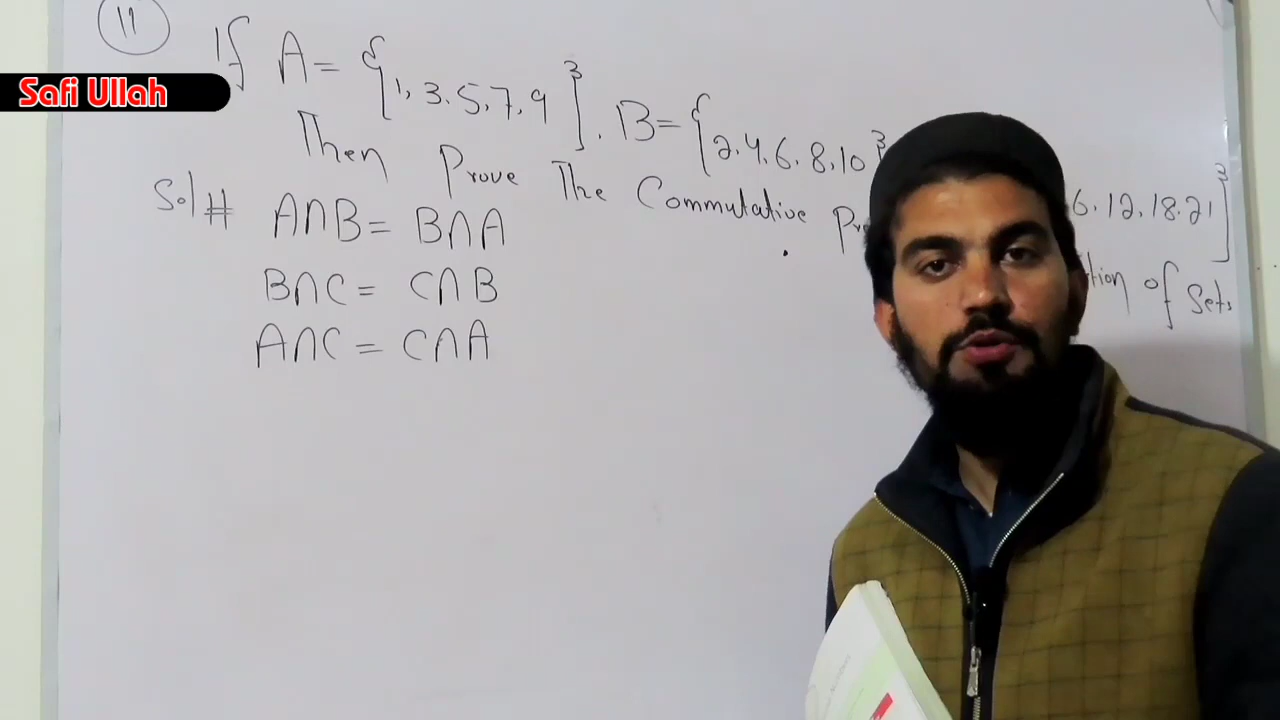 11
If A = {1, 3, 5, 7, 9}, B = {2, 4, 6, 8, 10}
6, 12, 18, 21}
Safi Ullah
Then Prove The Commutative
of Sets
Sol# A∩B = B∩A
B∩C = C∩B
A∩C = C∩A